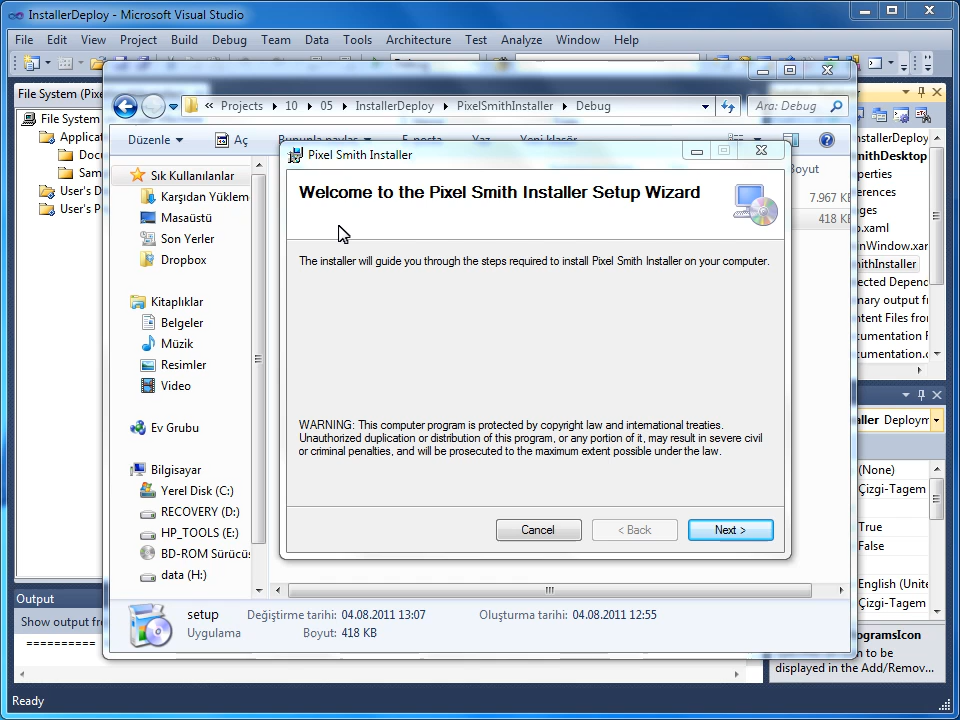 InstallerDeploy - Microsoft Visual Studio
File Edit View Project Build Debug Team Data Tools Architecture Test Analyze Window Help
File System (Pixe
File System
Applicat
Docu
Sam
User's D
User's P
« Projects 10 05 InstallerDeploy PixelSmithInstaller Debug
Ara: Debug
Düzenle Aç
Sık Kullanılanlar
Karşıdan Yüklem
Masaüstü
Son Yerler
Dropbox
Kitaplıklar
Belgeler
Müzik
Resimler
Video
Ev Grubu
Bilgisayar
Yerel Disk (C:)
RECOVERY (D:)
HP_TOOLS (E:)
BD-ROM Sürücüs
data (H:)
Boyut
7.967 KB
418 KB
Pixel Smith Installer
Welcome to the Pixel Smith Installer Setup Wizard
The installer will guide you through the steps required to install Pixel Smith Installer on your computer.
WARNING: This computer program is protected by copyright law and international treaties.
Unauthorized duplication or distribution of this program, or any portion of it, may result in severe civil
or criminal penalties, and will be prosecuted to the maximum extent possible under the law.
Cancel
< Back
Next >
setup
Değiştirme tarihi: 04.08.2011 13:07
Oluşturma tarihi: 04.08.2011 12:55
Uygulama
Boyut: 418 KB
nstallerDeploy
mithDesktop
perties
erences
ges
p.xaml
inWindow.xar
mithInstaller
ected Depend
mary output fr
ntent Files fror
cumentation F
cumentation.c
ller Deploym
(None)
Çizgi-Tagem
True
False
English (Unite
Çizgi-Tagem
ogramsIcon
on to be
displayed in the Add/Remov...
Output
Show output fro
==========
Ready